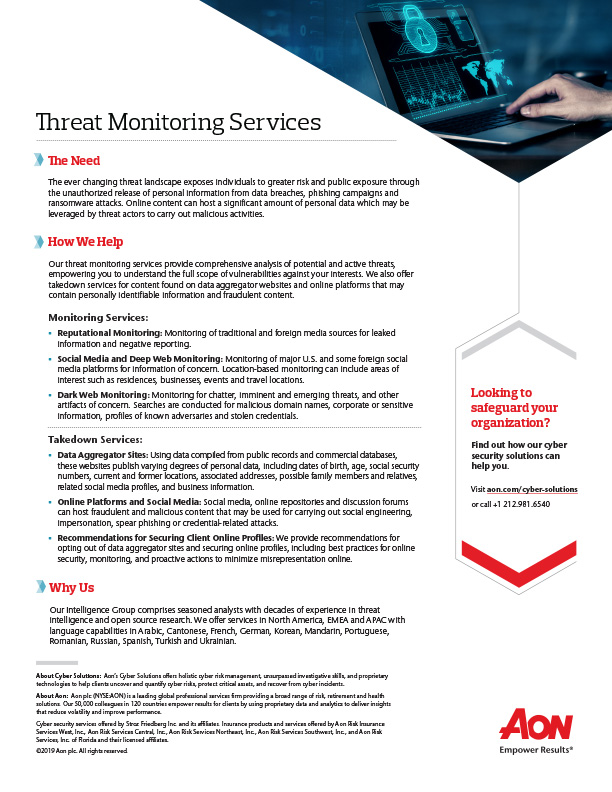 Threat Monitoring Services
The Need
The ever changing threat landscape exposes individuals to greater risk and public exposure through
the unauthorized release of personal information from data breaches, phishing campaigns and
ransomware attacks. Online content can host a significant amount of personal data which may be
leveraged by threat actors to carry out malicious activities.
How We Help
Our threat monitoring services provide comprehensive analysis of potential and active threats,
empowering you to understand the full scope of vulnerabilities against your interests. We also offer
takedown services for content found on data aggregator websites and online platforms that may
contain personally identifiable information and fraudulent content.
Monitoring Services:
• Reputational Monitoring: Monitoring of traditional and foreign media sources for leaked
information and negative reporting.
• Social Media and Deep Web Monitoring: Monitoring of major U.S. and some foreign social
media platforms for information of concern. Location-based monitoring can include areas of
interest such as residences, businesses, events and travel locations.
• Dark Web Monitoring: Monitoring for chatter, imminent and emerging threats, and other
artifacts of concern. Searches are conducted for malicious domain names, corporate or sensitive
information, profiles of known adversaries and stolen credentials.
Takedown Services:
• Data Aggregator Sites: Using data compiled from public records and commercial databases,
these websites publish varying degrees of personal data, including dates of birth, age, social security
numbers, current and former locations, associated addresses, possible family members and relatives,
related social media profiles, and business information.
• Online Platforms and Social Media: Social media, online repositories and discussion forums
can host fraudulent and malicious content that may be used for carrying out social engineering,
impersonation, spear phishing or credential-related attacks.
• Recommendations for Securing Client Online Profiles: We provide recommendations for
opting out of data aggregator sites and securing online profiles, including best practices for online
security, monitoring, and proactive actions to minimize misrepresentation online.
Why Us
Our Intelligence Group comprises seasoned analysts with decades of experience in threat
intelligence and open source research. We offer services in North America, EMEA and APAC with
language capabilities in Arabic, Cantonese, French, German, Korean, Mandarin, Portuguese,
Romanian, Russian, Spanish, Turkish and Ukrainian.
About Cyber Solutions: Aon's Cyber Solutions offers holistic cyber risk management, unsurpassed investigative skills, and proprietary
technologies to help clients uncover and quantify cyber risks, protect critical assets, and recover from cyber incidents.
About Aon: Aon plc (NYSE:AON) is a leading global professional services firm providing a broad range of risk, retirement and health
solutions. Our 50,000 colleagues in 120 countries empower results for clients by using proprietary data and analytics to deliver insights
that reduce volatility and improve performance.
Cyber security services offered by Stroz Friedberg Inc. and its affiliates. Insurance products and services offered by Aon Risk Insurance
Services West, Inc., Aon Risk Services Central, Inc., Aon Risk Services Northeast, Inc., Aon Risk Services Southwest, Inc., and Aon Risk
Services, Inc. of Florida and their licensed affiliates.
©2019 Aon plc. All rights reserved.
Looking to
safeguard your
organization?
Find out how our cyber
security solutions can
help you.
Visit aon.com/cyber-solutions
or call +1 212.981.6540
AON
Empower Results®